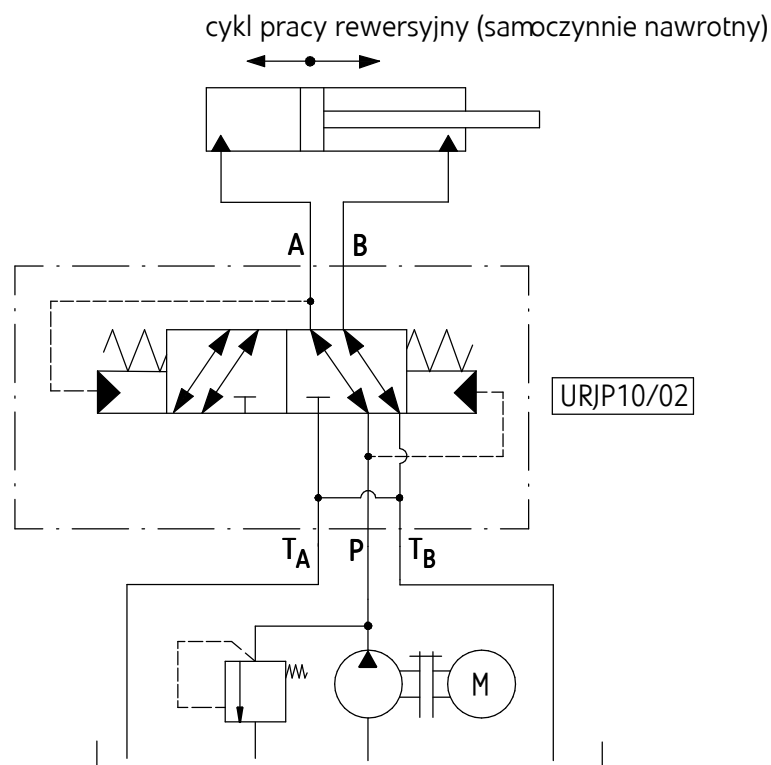 cykl pracy rewersyjny (samoczynnie nawrotny)
A B
URJP10/02
TA P TB
M